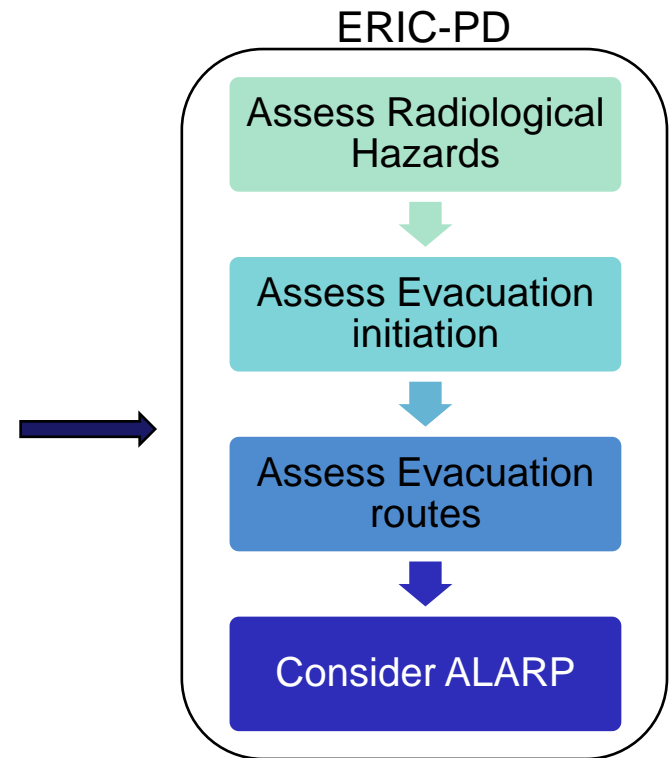 ERIC-PD
Assess Radiological
Hazards
Assess Evacuation
initiation
Assess Evacuation
routes
Consider ALARP